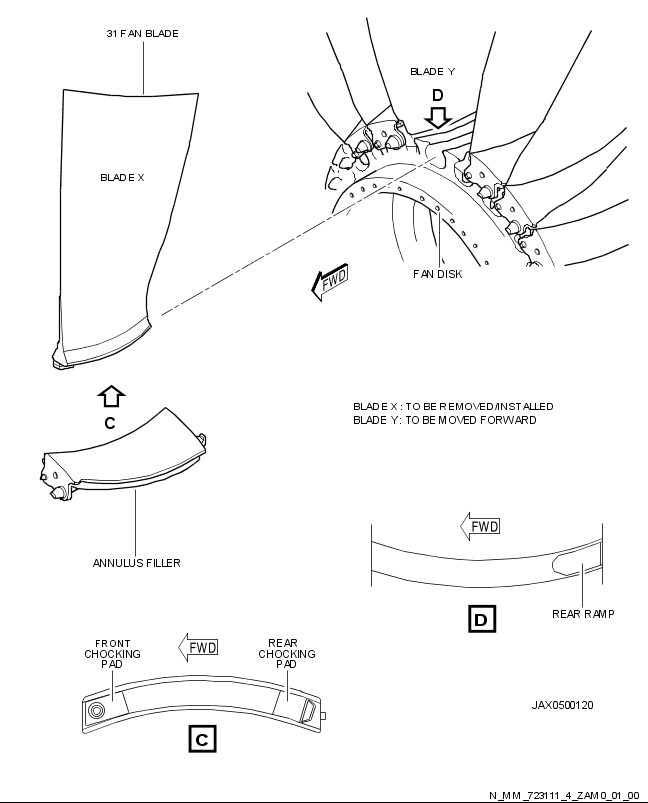 31 FAN BLADE
BLADE Y
D
BLADE X
FWD
FAN DISK
C
BLADE X : TO BE REMOVED/INSTALLED
BLADE Y: TO BE MOVED FORWARD
ANNULUS FILLER
FWD
REAR RAMP
D
FRONT
CHOCKING
PAD
FWD
REAR
CHOCKING
PAD
C
JAX0500120
N_MM_723111_4_ZAM0_01_00